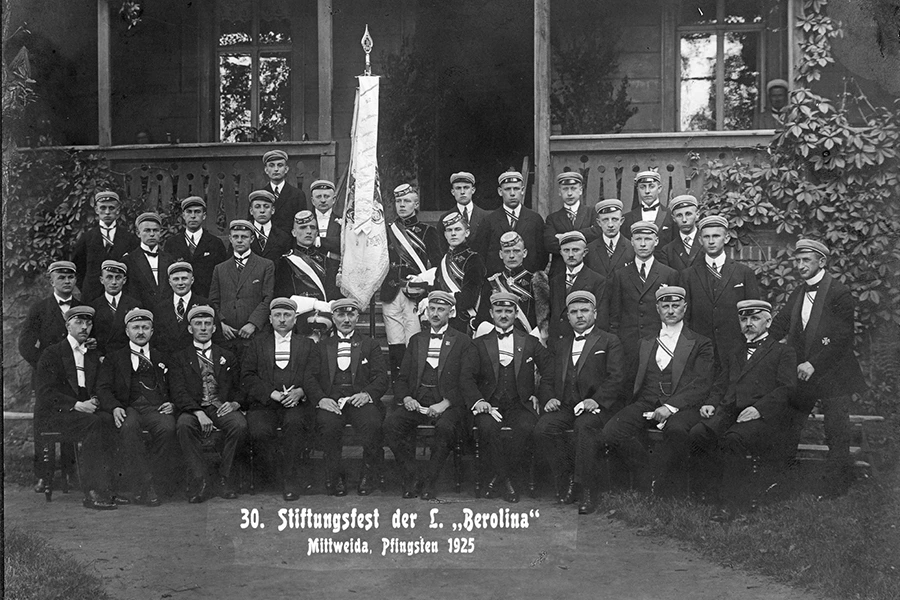 30. Stiftungsfest der L. „Berolina“
Mittweida, Pfingsten 1925